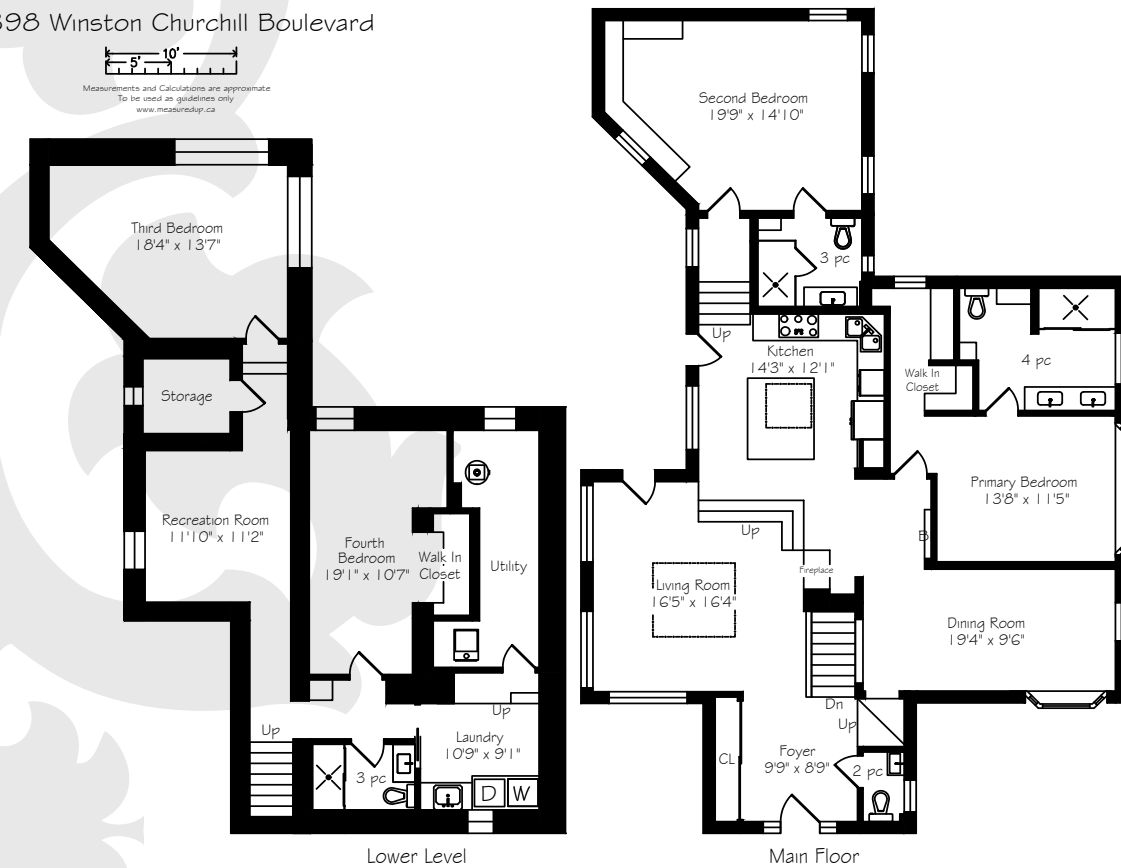 898 Winston Churchill Boulevard
10'
5'
Measurements and Calculations are approximate
To be used as guidelines only
www.measuredup.ca
Third Bedroom
18'4" x 13'7"
Storage
Recreation Room
11'10" x 11'2"
Fourth
Bedroom
19'1" x 10'7"
Walk In
Closet
Utility
Up
Up
Laundry
10'9" x 9'1"
3 pc
D
W
Lower Level
Second Bedroom
19'9" x 14'10"
3 pc
Up
Kitchen
14'3" x 12'1"
Walk In
Closet
4 pc
Primary Bedroom
13'8" x 11'5"
B
Up
Fireplace
Living Room
16'5" x 16'4"
Dining Room
19'4" x 9'6"
Dn
Up
CL
Foyer
9'9" x 8'9"
2 pc
Main Floor